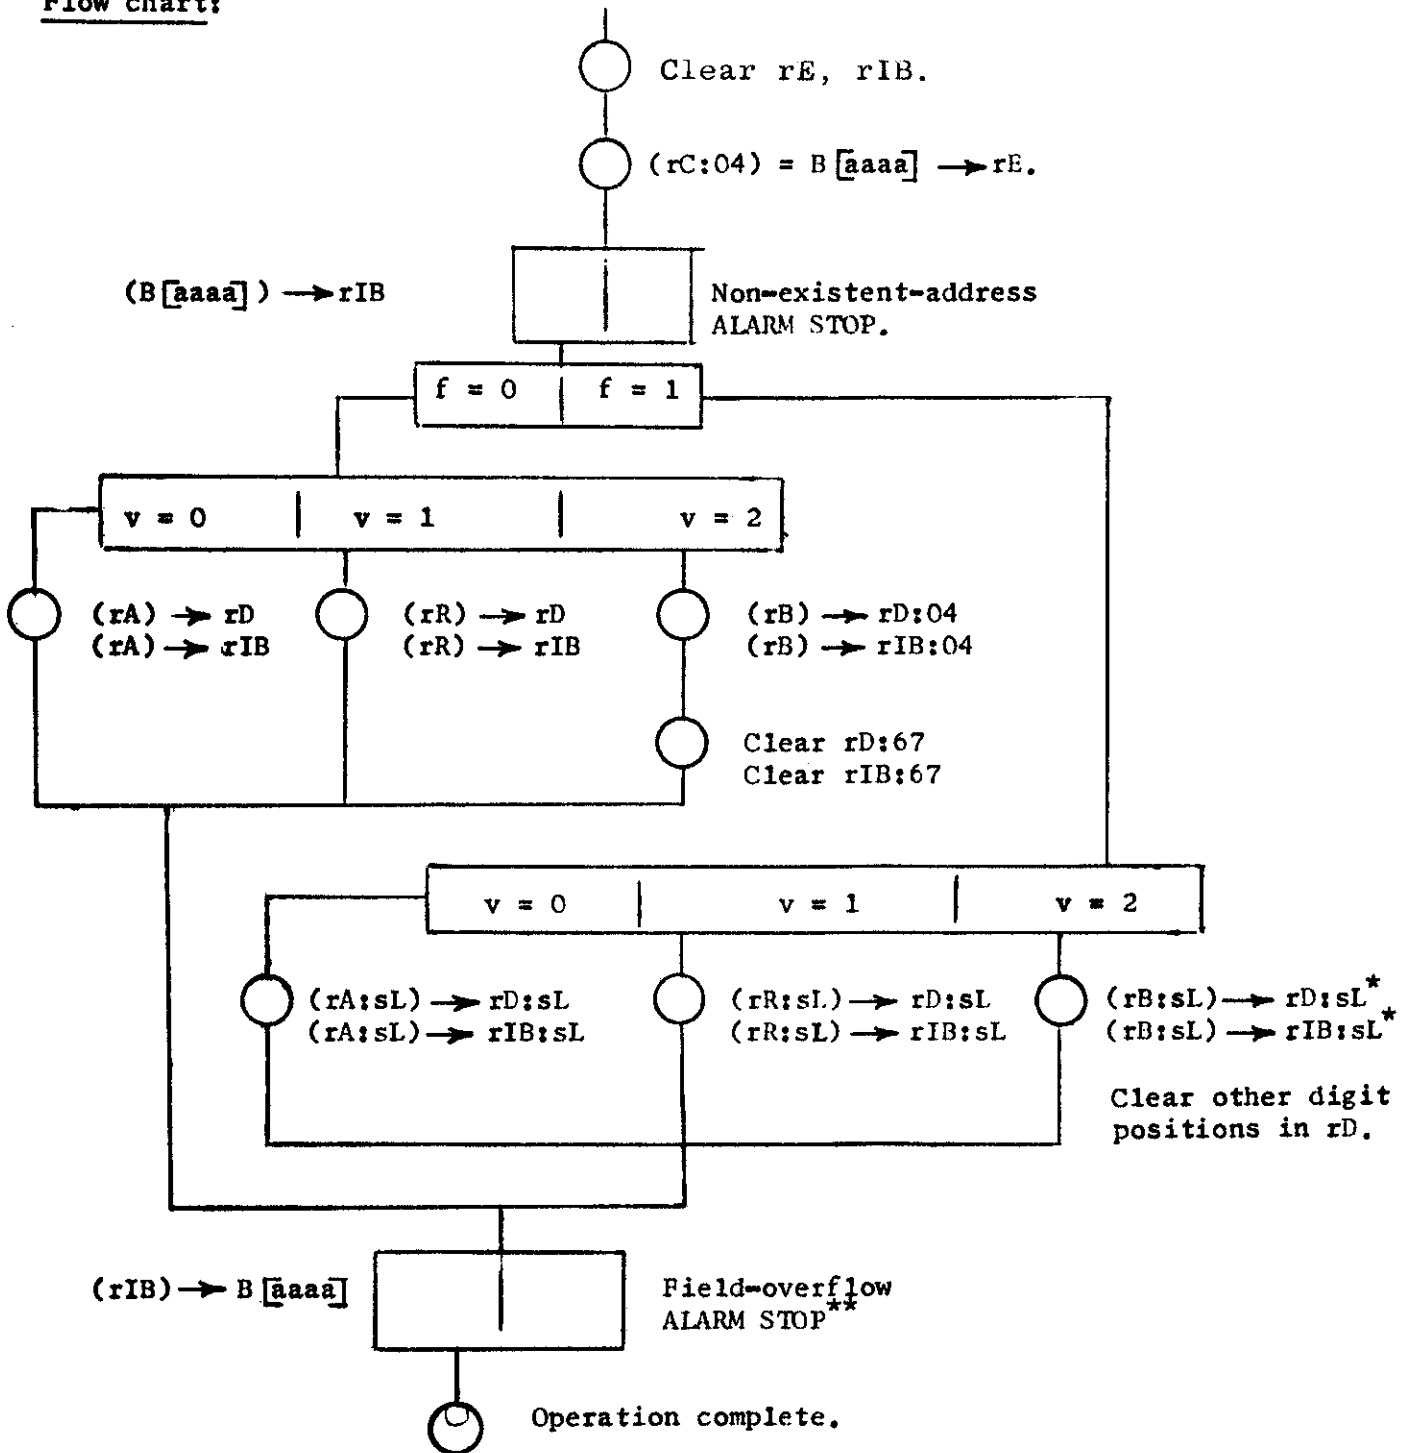 Flow chart:
Clear rE, rIB.
(rC:04) = B[aaaa] → rE.
(B[aaaa]) → rIB
Non-existent-address
ALARM STOP.
f = 0 | f = 1
v = 0 | v = 1 | v = 2
(rA) → rD
(rA) → rIB
(rR) → rD
(rR) → rIB
(rB) → rD:04
(rB) → rIB:04
Clear rD:67
Clear rIB:67
v = 0 | v = 1 | v = 2
(rA:sL) → rD:sL
(rA:sL) → rIB:sL
(rR:sL) → rD:sL
(rR:sL) → rIB:sL
(rB:sL) → rD:sL*
(rB:sL) → rIB:sL*
Clear other digit
positions in rD.
(rIB) → B[aaaa]
Field-overflow
ALARM STOP**
Operation complete.